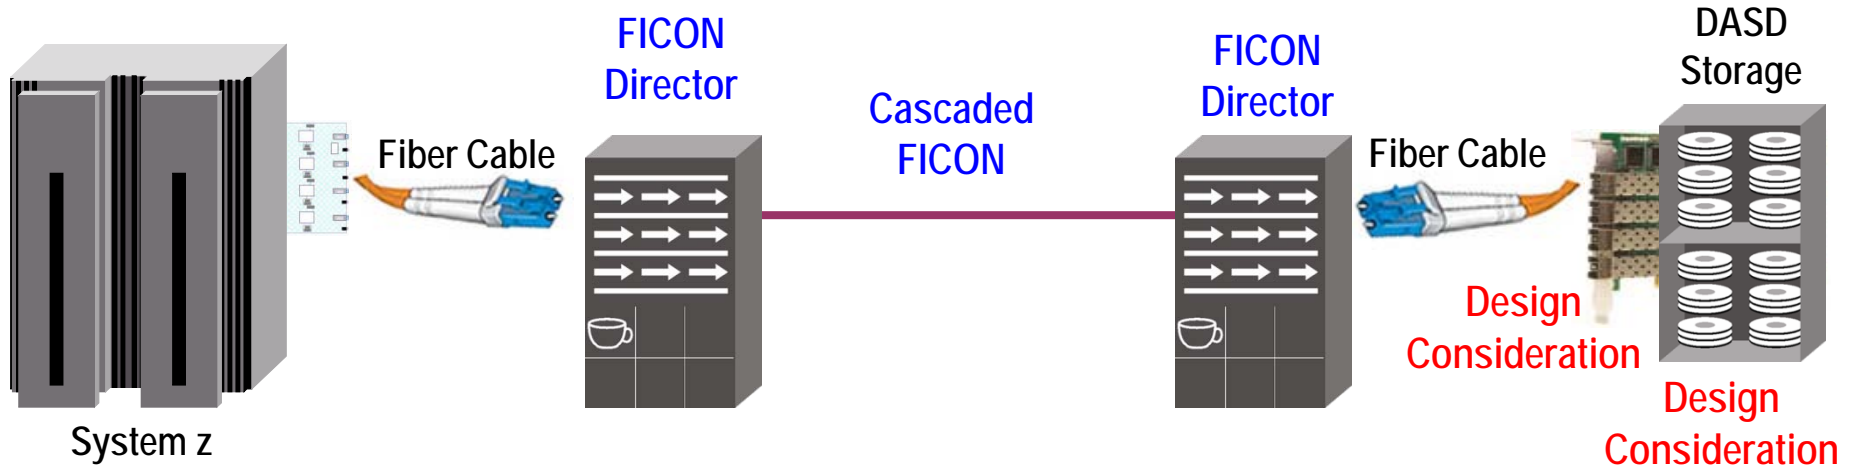 System z
Fiber Cable
FICON
Director
Cascaded
FICON
FICON
Director
Fiber Cable
DASD
Storage
Design
Consideration
Design
Consideration